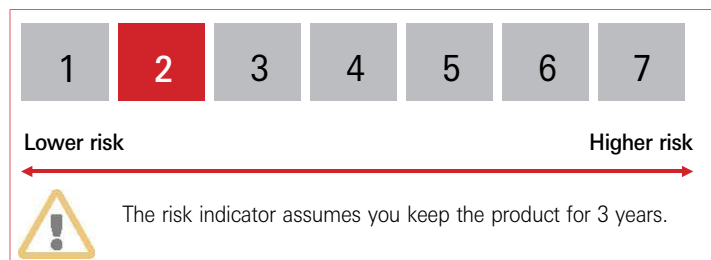 1 2 3 4 5 6 7
Lower risk Higher risk
The risk indicator assumes you keep the product for 3 years.